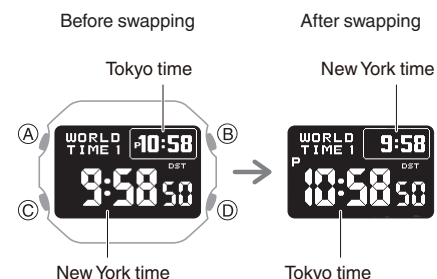 Before swapping
After swapping
Tokyo time
New York time
A
B
C
D
WORLD
TIME 1
P10:58
DST
9:58 50
WORLD
TIME 1
9:58
P
DST
10:58 50
New York time
Tokyo time